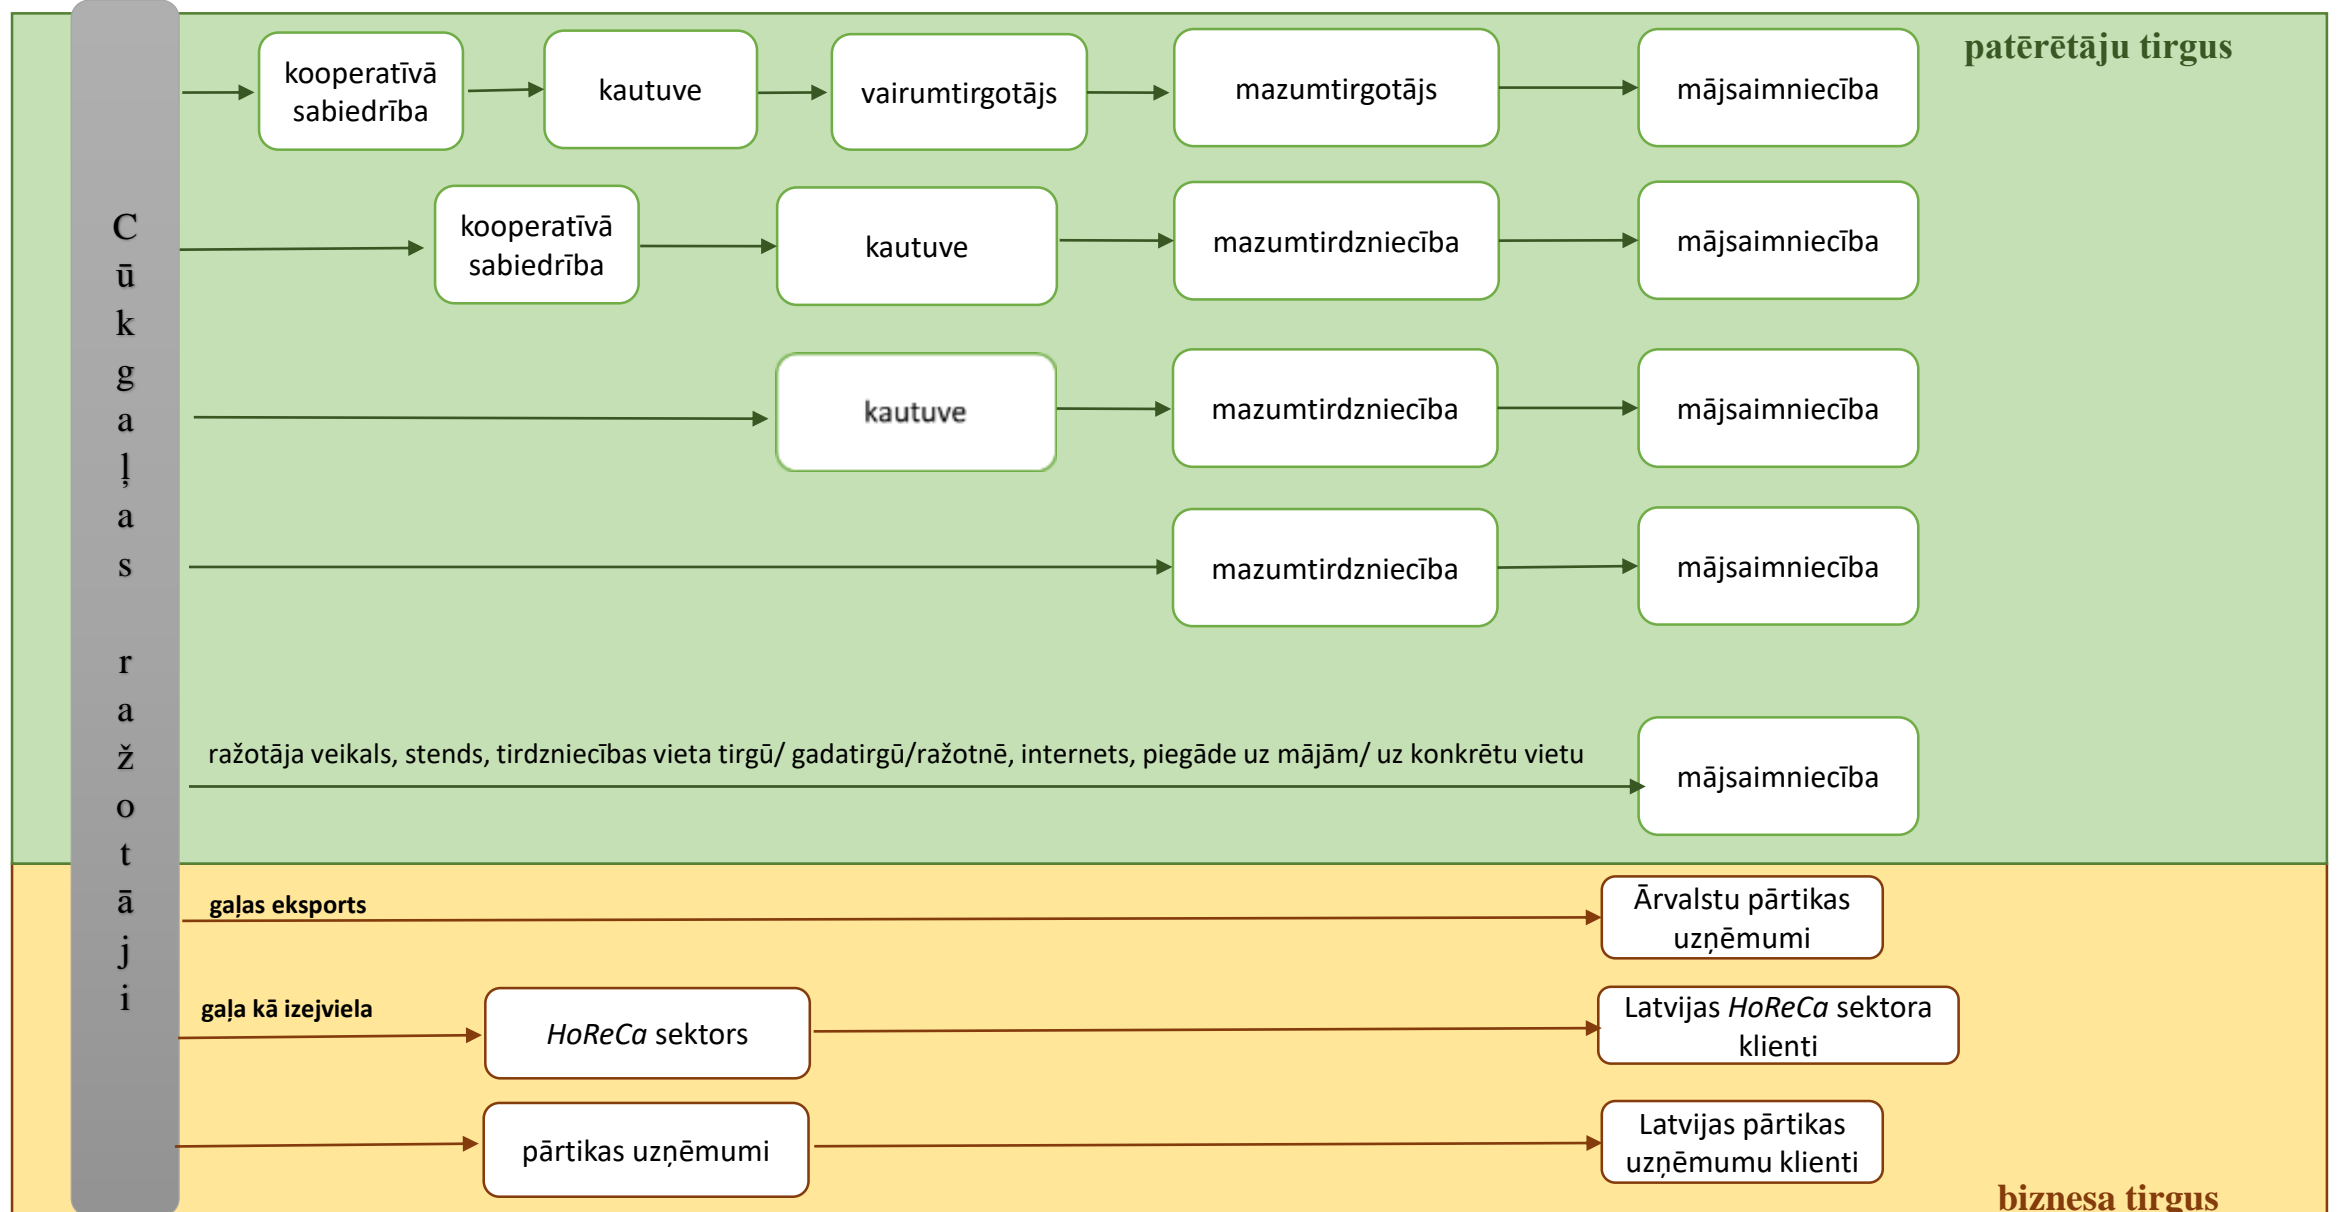 Cūkgaļas ražotāji
patērētāju tirgus
kooperatīvā
sabiedrība
kautuve
vairumtirgotājs
mazumtirgotājs
mājsaimniecība
kooperatīvā
sabiedrība
kautuve
mazumtirdzniecība
mājsaimniecība
kautuve
mazumtirdzniecība
mājsaimniecība
mazumtirdzniecība
mājsaimniecība
ražotāja veikals, stends, tirdzniecības vieta tirgū/ gadatirgū/ražotnē, internets, piegāde uz mājām/ uz konkrētu vietu
mājsaimniecība
gaļas eksports
Ārvalstu pārtikas
uzņēmumi
gaļa kā izejviela
HoReCa sektors
Latvijas HoReCa sektora
klienti
pārtikas uzņēmumi
Latvijas pārtikas
uzņēmumu klienti
biznesa tirgus